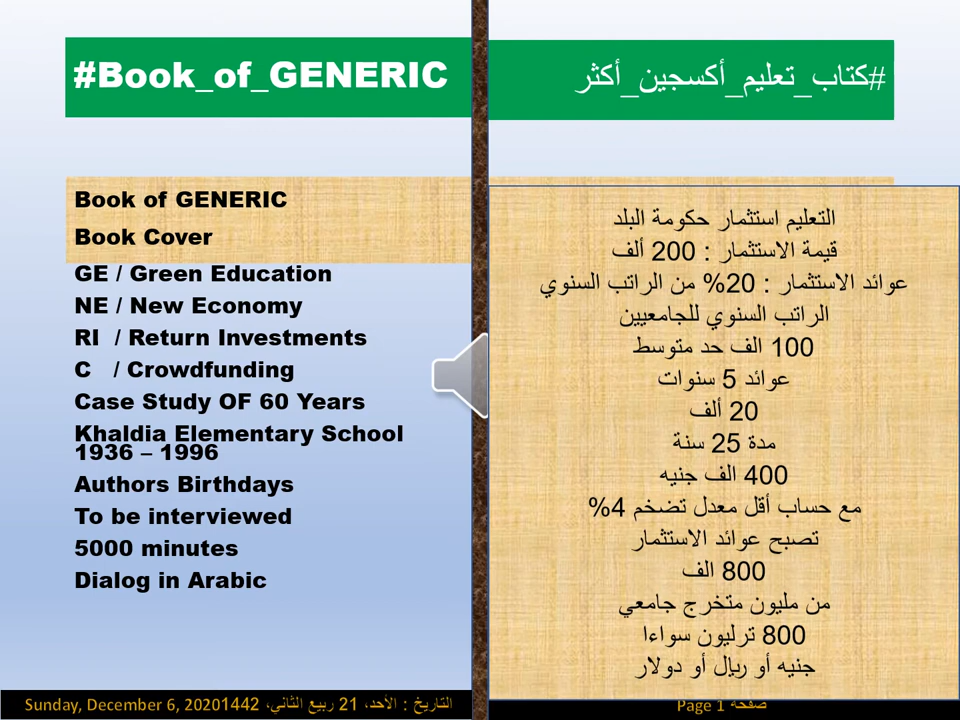 #Book_of_GENERIC
#كتاب_تعليم_أكسجين_أكثر
Book of GENERIC
Book Cover
GE / Green Education
NE / New Economy
RI / Return Investments
C / Crowdfunding
Case Study OF 60 Years
Khaldia Elementary School
1936 – 1996
Authors Birthdays
To be interviewed
5000 minutes
Dialog in Arabic
التعليم استثمار حكومة البلد
قيمة الاستثمار : 200 ألف
عوائد الاستثمار : 20% من الراتب السنوي
الراتب السنوي للجامعيين
100 الف حد متوسط
عوائد 5 سنوات
20 ألف
مدة 25 سنة
400 الف جنيه
مع حساب أقل معدل تضخم 4%
تصبح عوائد الاستثمار
800 الف
من مليون متخرج جامعي
800 ترليون سواءا
جنيه أو ريال أو دولار
Sunday, December 6, 2020التاريخ : الأحد، 21 ربيع الثاني، 1442
صفحة Page 1